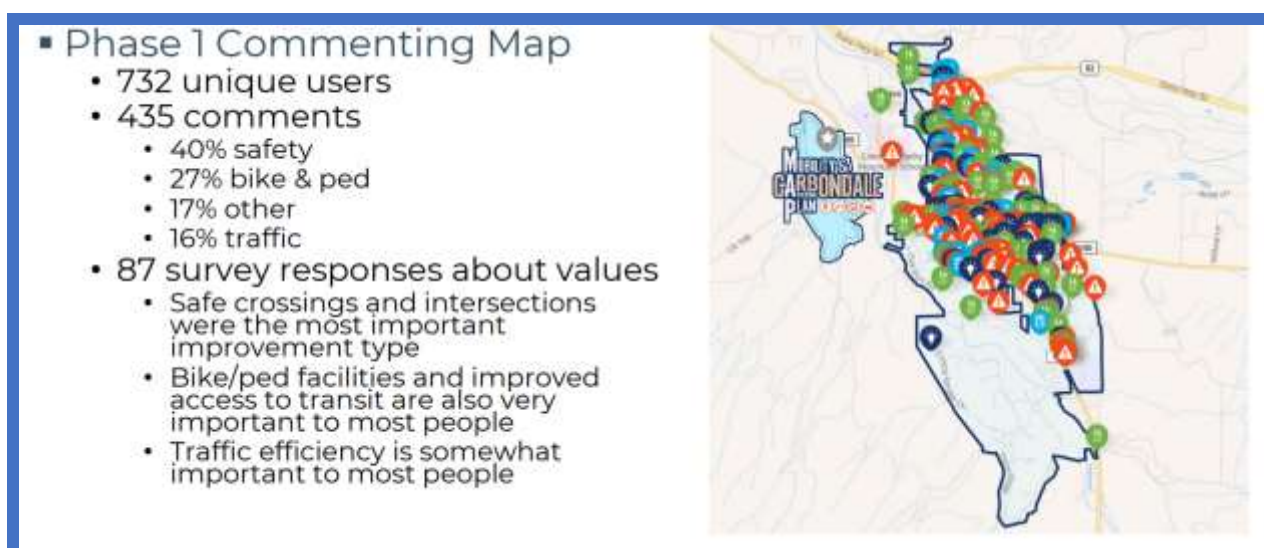 ▪ Phase 1 Commenting Map
• 732 unique users
• 435 comments
• 40% safety
• 27% bike & ped
• 17% other
• 16% traffic
• 87 survey responses about values
• Safe crossings and intersections
were the most important
improvement type
• Bike/ped facilities and improved
access to transit are also very
important to most people
• Traffic efficiency is somewhat
important to most people
CARBONDALE
PLAN